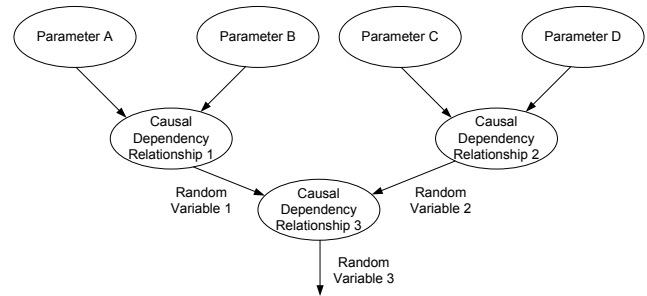 Parameter A
Parameter B
Parameter C
Parameter D
Causal
Dependency
Relationship 1
Causal
Dependency
Relationship 2
Random
Variable 1
Causal
Dependency
Relationship 3
Random
Variable 2
Random
Variable 3